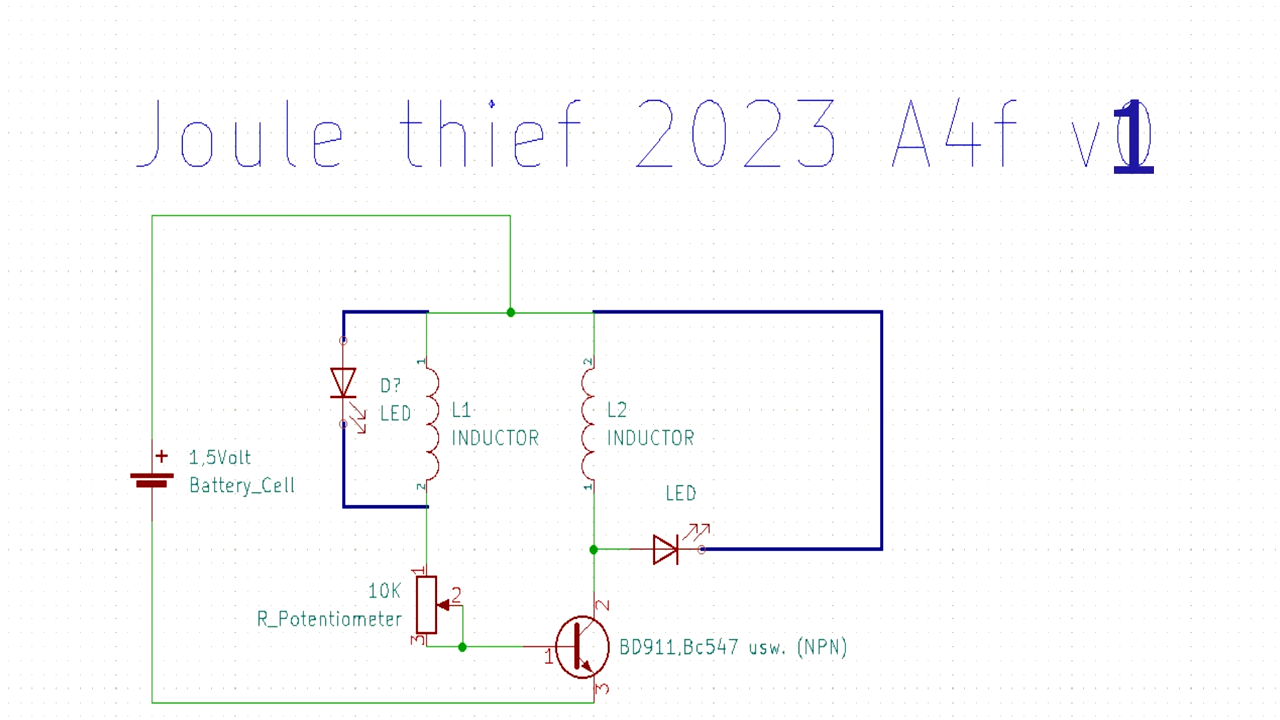 Joule thief 2023 A4f v1
1
2
D?
LED
L1
INDUCTOR
L2
INDUCTOR
+
1,5Volt
Battery_Cell
2
1
LED
1
10K
2
R_Potentiometer
3
2
1
BD911,Bc547 usw. (NPN)
3